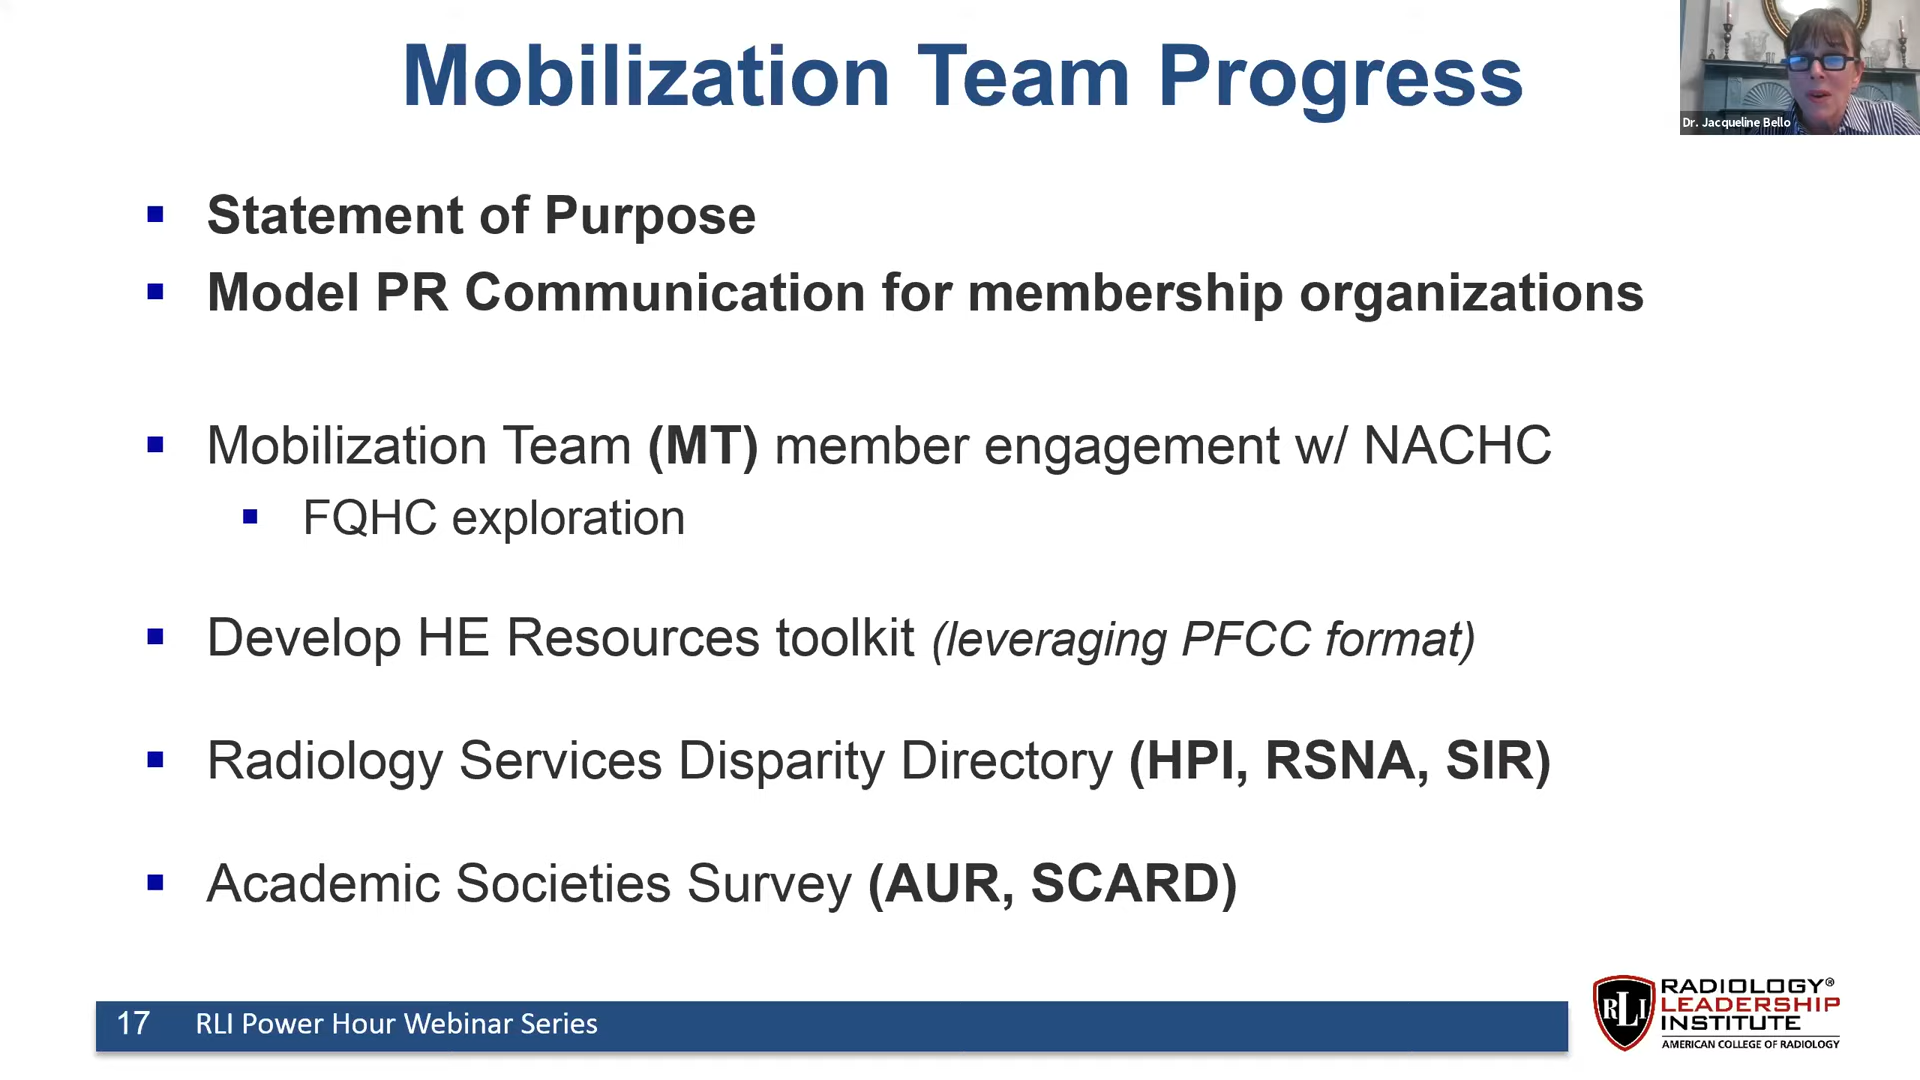 Mobilization Team Progress
Dr. Jacqueline Bello
Statement of Purpose
Model PR Communication for membership organizations
Mobilization Team (MT) member engagement w/ NACHC
FQHC exploration
Develop HE Resources toolkit (leveraging PFCC format)
Radiology Services Disparity Directory (HPI, RSNA, SIR)
Academic Societies Survey (AUR, SCARD)
17 RLI Power Hour Webinar Series
RLI
RADIOLOGY®
LEADERSHIP
INSTITUTE
AMERICAN COLLEGE OF RADIOLOGY